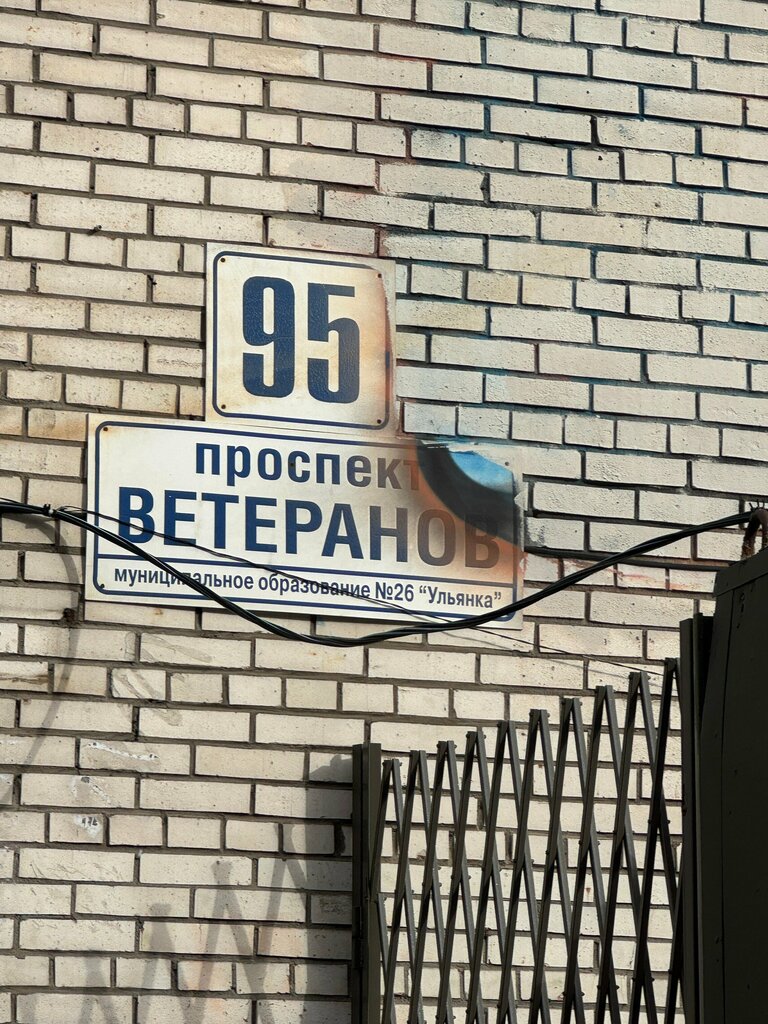 95
проспект
ВЕТЕРАНОВ
муниципальное образование №26 "Ульянка"